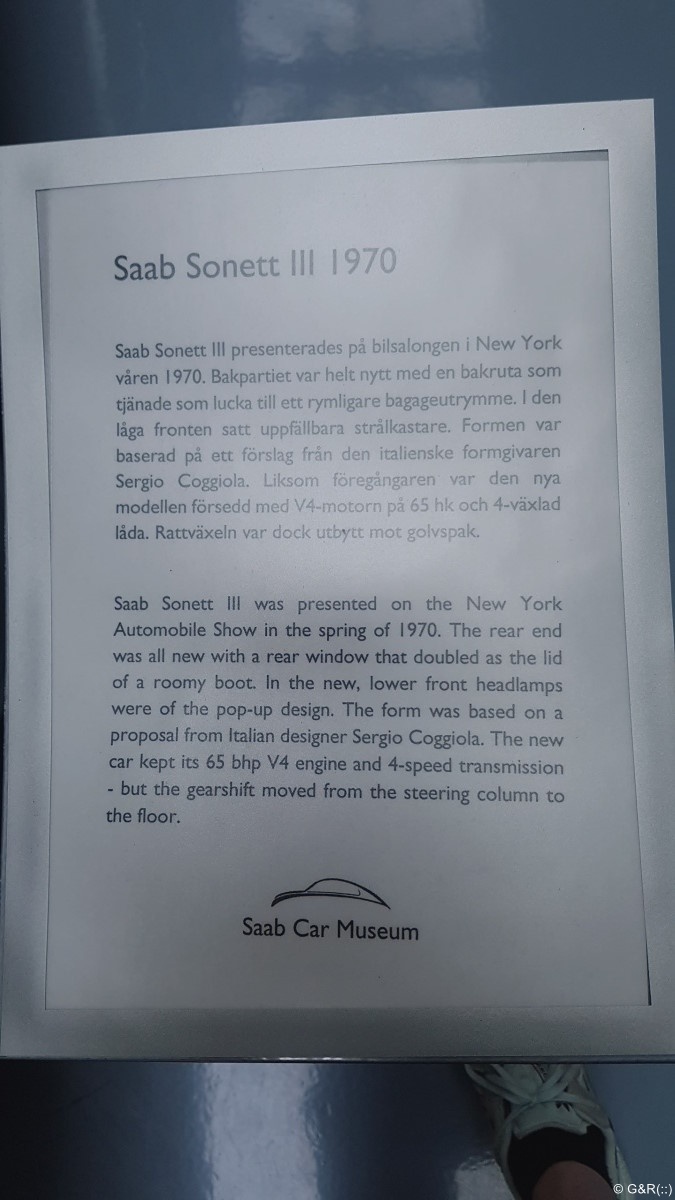 Saab Sonett III 1970
Saab Sonett III presenterades på bilsalongen i New York
våren 1970. Bakpartiet var helt nytt med en bakruta som
tjänade som lucka till ett rymligare bagageutrymme. I den
låga fronten satt uppfällbara strålkastare. Formen var
baserad på ett förslag från den italienske formgivaren
Sergio Coggiola. Liksom föregångaren var den nya
modellen försedd med V4-motorn på 65 hk och 4-växlad
låda. Rattväxeln var dock utbytt mot golvspak.
Saab Sonett III was presented on the New York
Automobile Show in the spring of 1970. The rear end
was all new with a rear window that doubled as the lid
of a roomy boot. In the new, lower front headlamps
were of the pop-up design. The form was based on a
proposal from Italian designer Sergio Coggiola. The new
car kept its 65 bhp V4 engine and 4-speed transmission
- but the gearshift moved from the steering column to
the floor.
Saab Car Museum
© G&R(::)